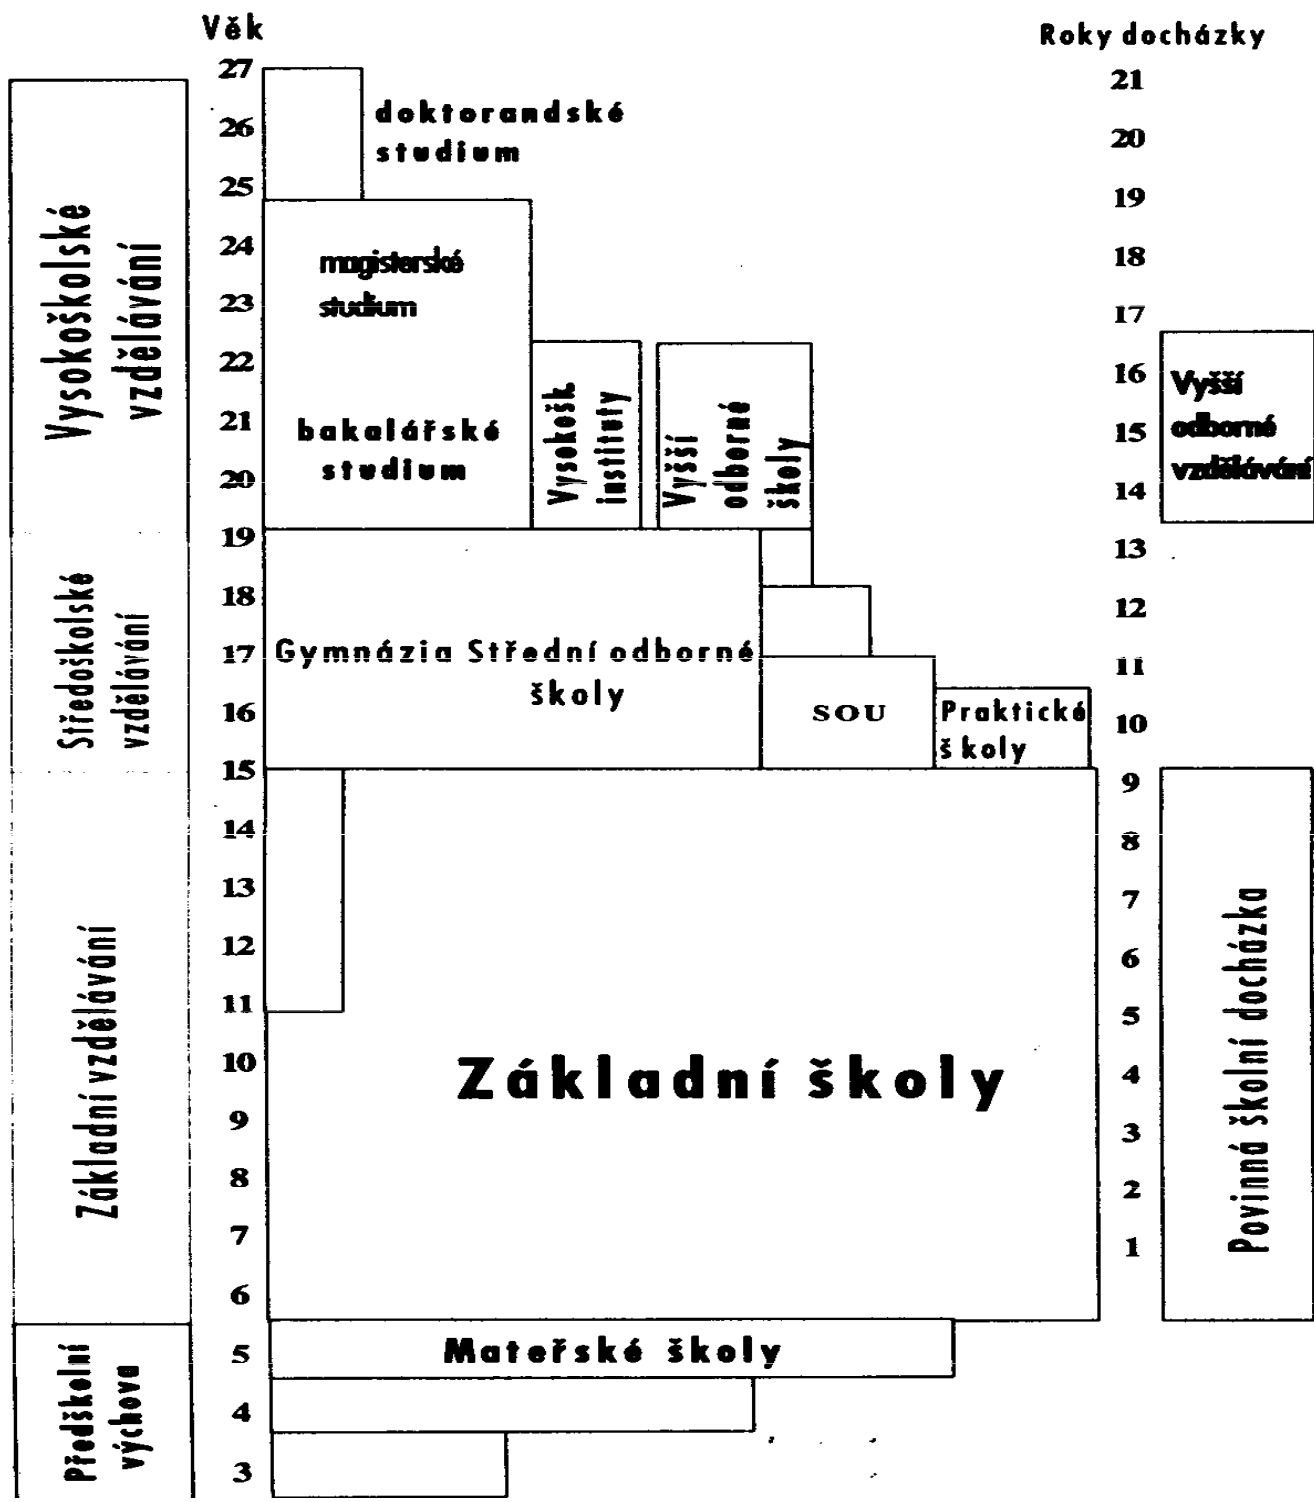 Věk
Roky docházky
27
26
25
24
23
22
21
20
19
18
17
16
15
14
13
12
11
10
9
8
7
6
5
4
3
21
20
19
18
17
16
15
14
13
12
11
10
9
8
7
6
5
4
3
2
1
Vysokoškolské
vzdělávání
Středoškolské
vzdělávání
Základní vzdělávání
Předškolní
výchova
doktorandské
studium
magisterské
studium
bakalářské
studium
Vysokošk.
instituty
Vyšší
odborné
školy
Gymnázia Střední odborné
školy
SOU
Praktické
školy
Základní školy
Mateřské školy
Vyšší
odborné
vzdělávání
Povinná školní docházka